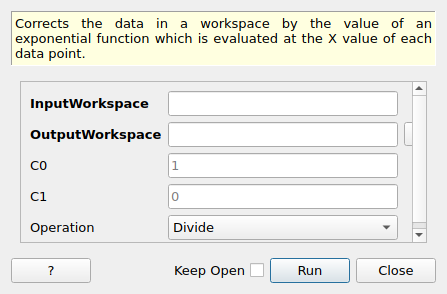 Corrects the data in a workspace by the value of an
exponential function which is evaluated at the X value of each
data point.
InputWorkspace
OutputWorkspace
C0 1
C1 0
Operation Divide
? Keep Open Run Close